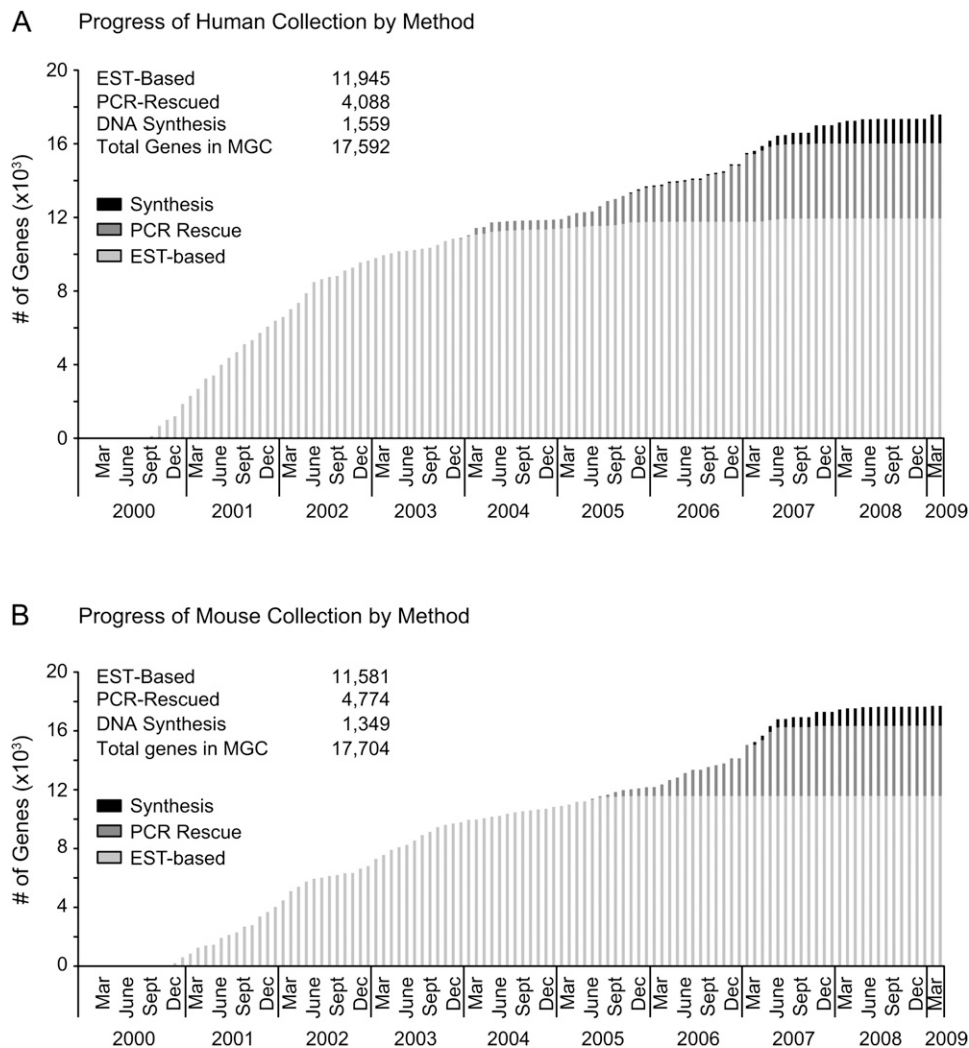 A Progress of Human Collection by Method
20
16
12
8
4
0
# of Genes (x10³)
EST-Based 11,945
PCR-Rescued 4,088
DNA Synthesis 1,559
Total Genes in MGC 17,592
Synthesis
PCR Rescue
EST-based
Mar June Sept Dec Mar June Sept Dec Mar June Sept Dec Mar June Sept Dec Mar June Sept Dec Mar June Sept Dec Mar June Sept Dec Mar June Sept Dec Mar June Sept Dec Mar
2000 2001 2002 2003 2004 2005 2006 2007 2008 2009
B Progress of Mouse Collection by Method
20
16
12
8
4
0
# of Genes (x10³)
EST-Based 11,581
PCR-Rescued 4,774
DNA Synthesis 1,349
Total genes in MGC 17,704
Synthesis
PCR Rescue
EST-based
Mar June Sept Dec Mar June Sept Dec Mar June Sept Dec Mar June Sept Dec Mar June Sept Dec Mar June Sept Dec Mar June Sept Dec Mar June Sept Dec Mar June Sept Dec Mar
2000 2001 2002 2003 2004 2005 2006 2007 2008 2009